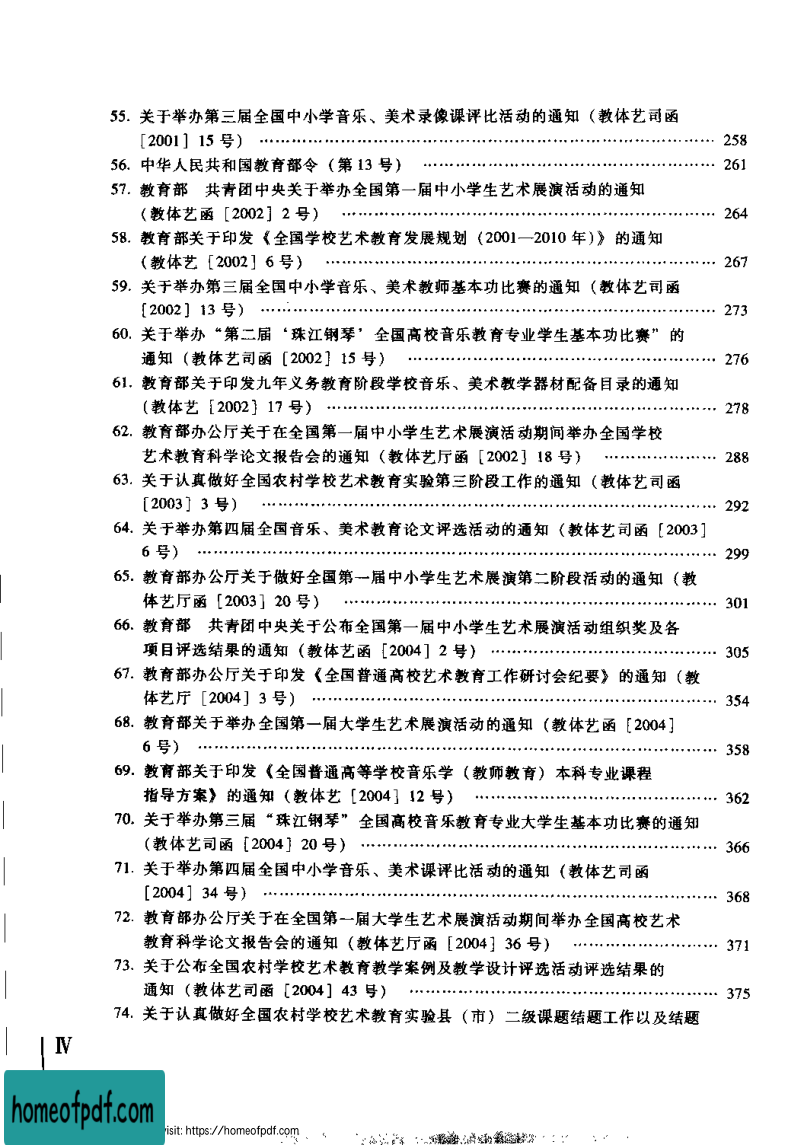 55. 关于举办第三届全国中小学音乐、美术录像课评比活动的通知（教体艺司函
［2001］15 号） …… 258
56. 中华人民共和国教育部令（第 13 号） …… 261
57. 教育部　共青团中央关于举办全国第一届中小学生艺术展演活动的通知
（教体艺函［2002］2 号） …… 264
58. 教育部关于印发《全国学校艺术教育发展规划（2001—2010 年）》的通知
（教体艺［2002］6 号） …… 267
59. 关于举办第三届全国中小学音乐、美术教师基本功比赛的通知（教体艺司函
［2002］13 号） …… 273
60. 关于举办“第二届‘珠江钢琴’全国高校音乐教育专业学生基本功比赛”的
通知（教体艺司函［2002］15 号） …… 276
61. 教育部关于印发九年义务教育阶段学校音乐、美术教学器材配备目录的通知
（教体艺［2002］17 号） …… 278
62. 教育部办公厅关于在全国第一届中小学生艺术展演活动期间举办全国学校
艺术教育科学论文报告会的通知（教体艺厅函［2002］18 号） …… 288
63. 关于认真做好全国农村学校艺术教育实验第三阶段工作的通知（教体艺司函
［2003］3 号） …… 292
64. 关于举办第四届全国音乐、美术教育论文评选活动的通知（教体艺司函［2003］
6 号） …… 299
65. 教育部办公厅关于做好全国第一届中小学生艺术展演第二阶段活动的通知（教
体艺厅函［2003］20 号） …… 301
66. 教育部　共青团中央关于公布全国第一届中小学生艺术展演活动组织奖及各
项目评选结果的通知（教体艺函［2004］2 号） …… 305
67. 教育部办公厅关于印发《全国普通高校艺术教育工作研讨会纪要》的通知（教
体艺厅［2004］3 号） …… 354
68. 教育部关于举办全国第一届大学生艺术展演活动的通知（教体艺函［2004］
6 号） …… 358
69. 教育部关于印发《全国普通高等学校音乐学（教师教育）本科专业课程
指导方案》的通知（教体艺［2004］12 号） …… 362
70. 关于举办第三届“珠江钢琴”全国高校音乐教育专业大学生基本功比赛的通知
（教体艺司函［2004］20 号） …… 366
71. 关于举办第四届全国中小学音乐、美术课评比活动的通知（教体艺司函
［2004］34 号） …… 368
72. 教育部办公厅关于在全国第一届大学生艺术展演活动期间举办全国高校艺术
教育科学论文报告会的通知（教体艺厅函［2004］36 号） …… 371
73. 关于公布全国农村学校艺术教育教学案例及教学设计评选活动评选结果的
通知（教体艺司函［2004］43 号） …… 375
74. 关于认真做好全国农村学校艺术教育实验县（市）二级课题结题工作以及结题
Ⅳ
homeofpdf.com
visit: https://homeofpdf.com